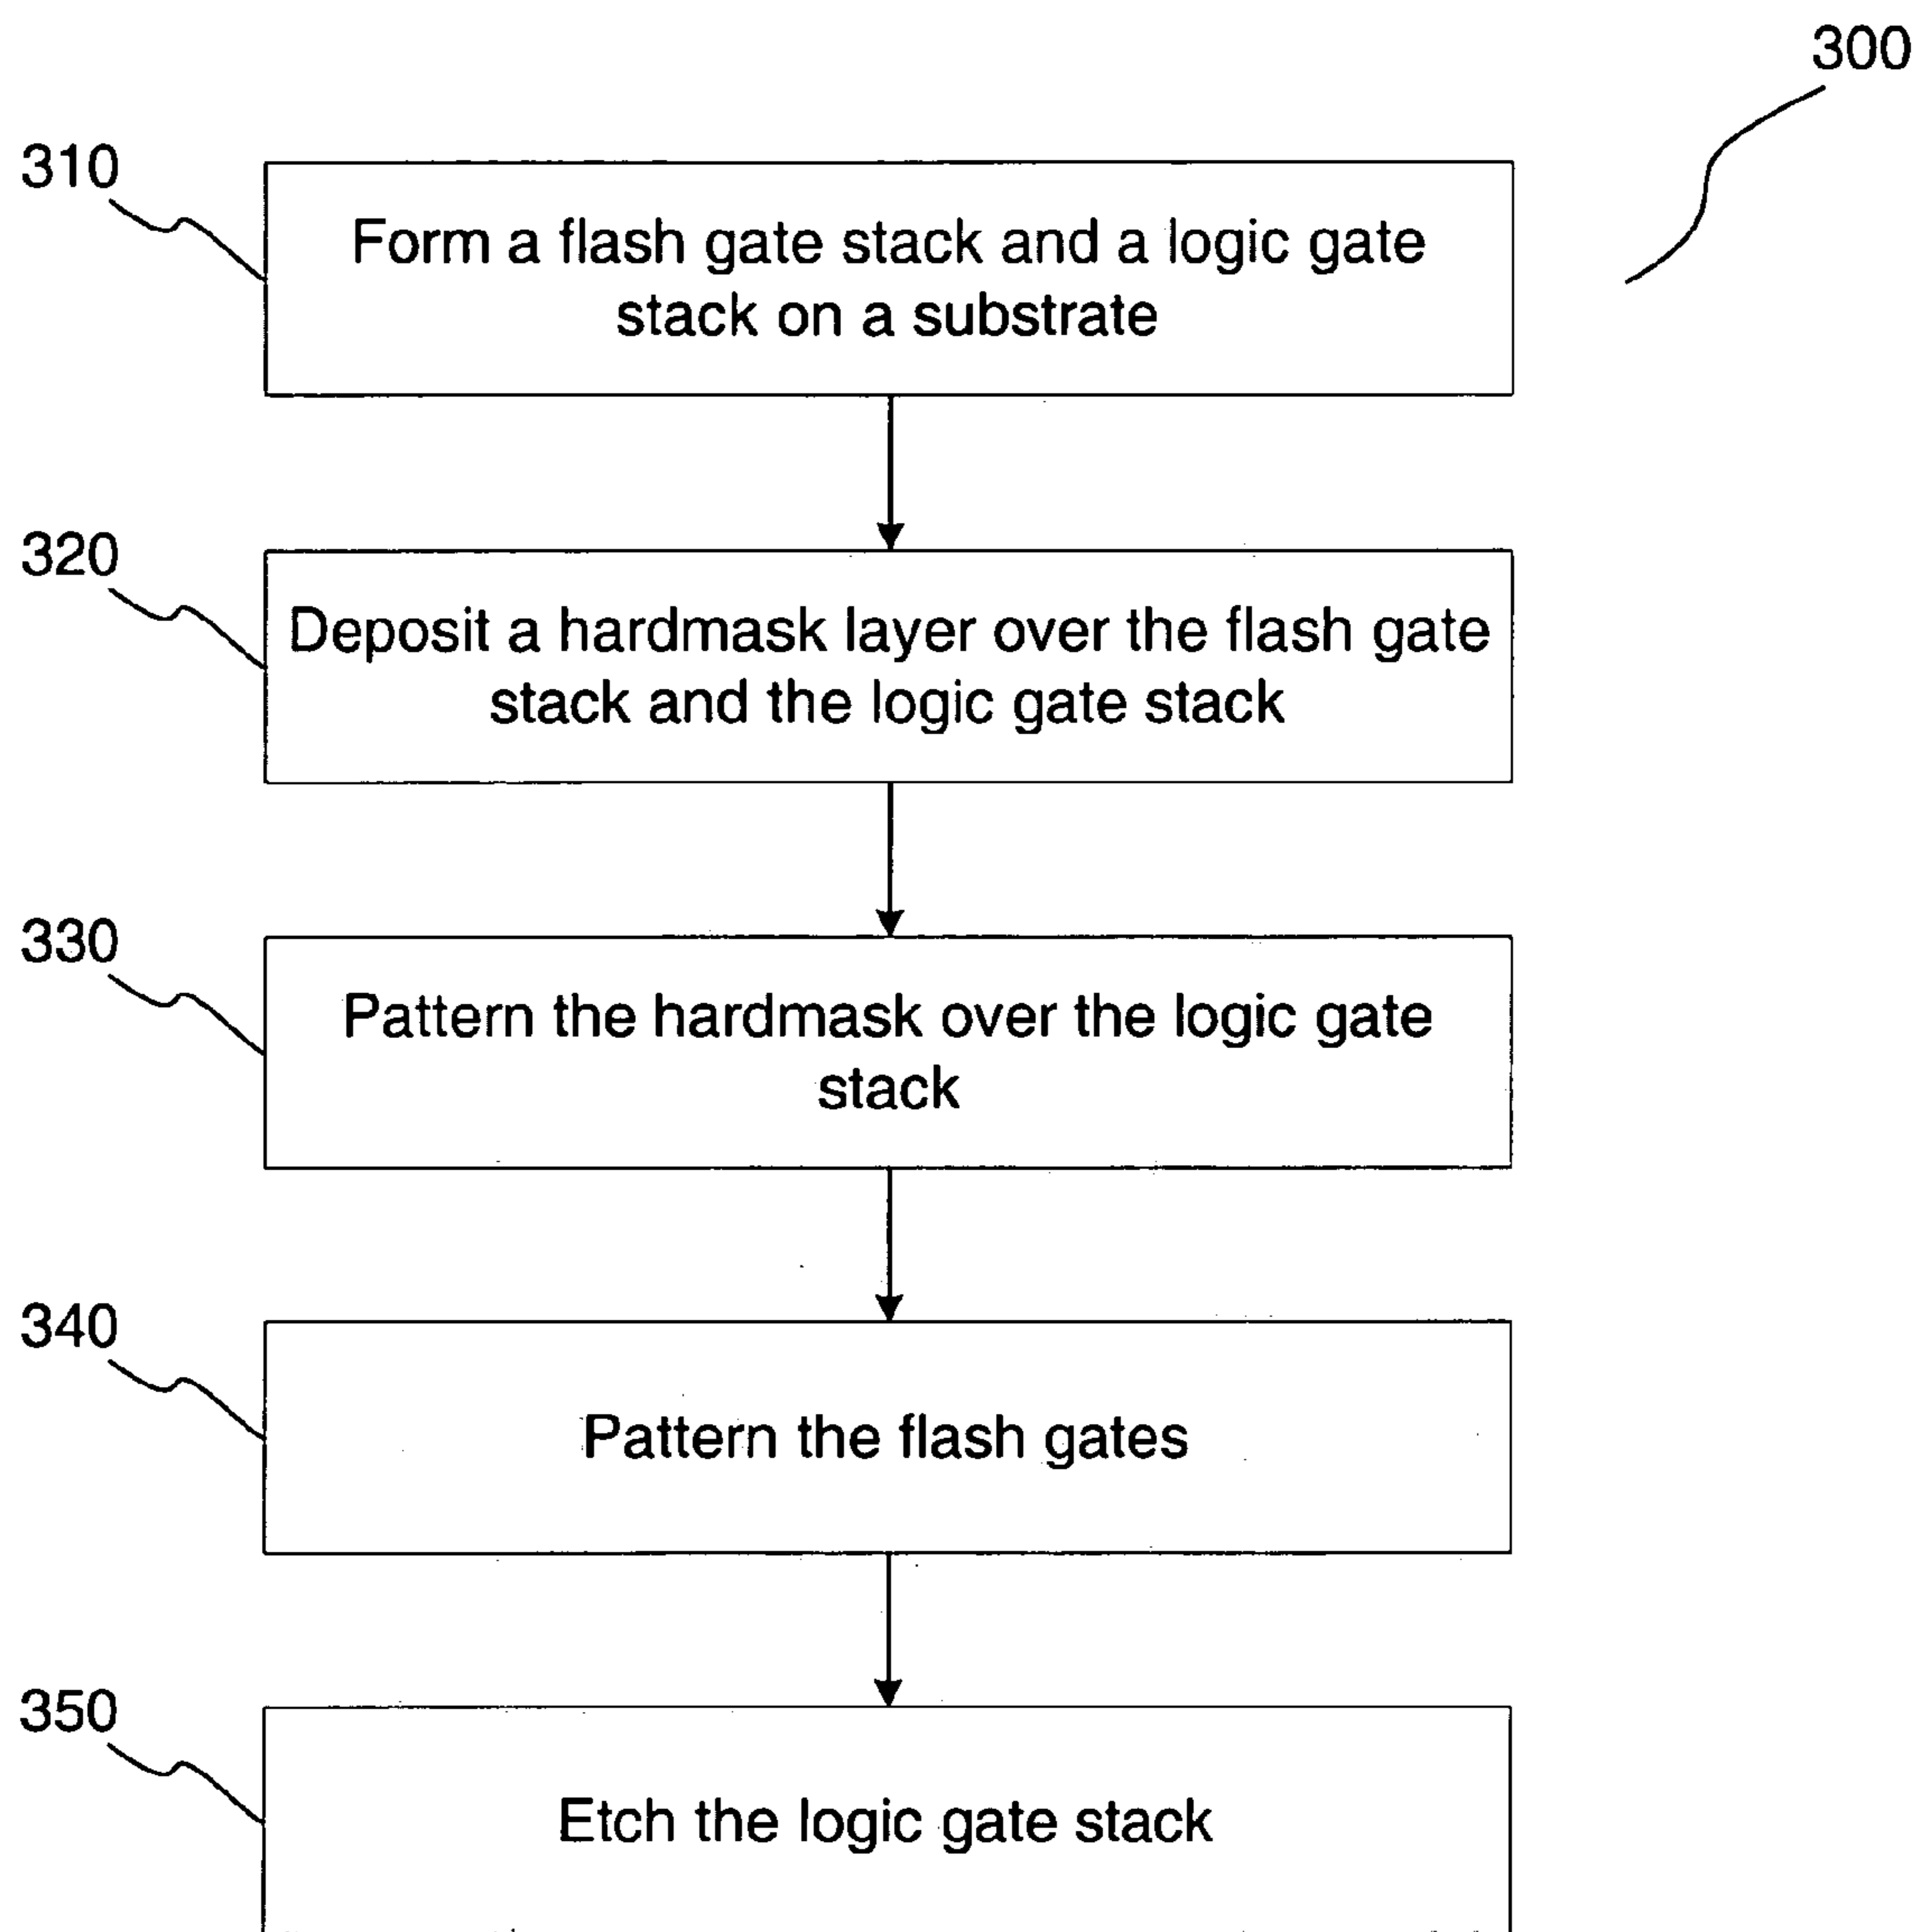 300
310
Form a flash gate stack and a logic gate
stack on a substrate
320
Deposit a hardmask layer over the flash gate
stack and the logic gate stack
330
Pattern the hardmask over the logic gate
stack
340
Pattern the flash gates
350
Etch the logic gate stack